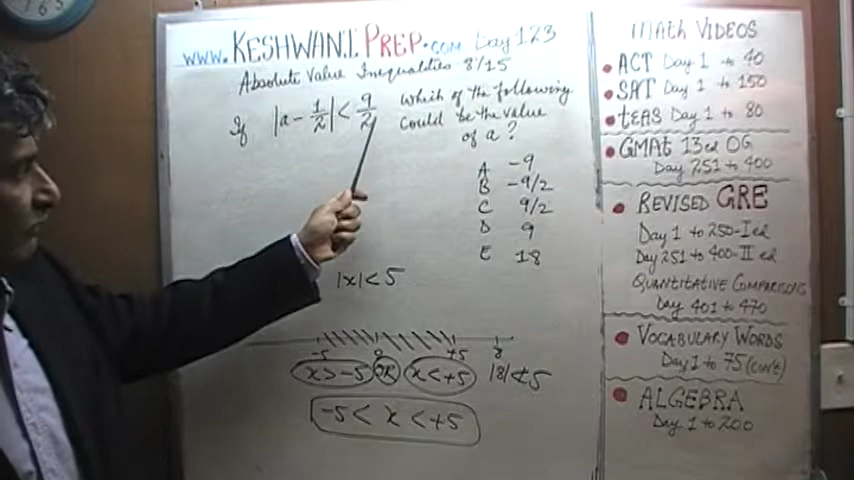 www.KESHWANIPREP.com Day 123
Absolute Value Inequalities 8/15
If |a - 1/2| < 9/2 which of the following
could be the value
of a ?
A -9
B -9/2
C 9/2
D 9
E 18
|x| < 5
-5 0 +5 8
x > -5 OR x < +5 |8| ≮ 5
-5 < x < +5
Math VIDEOS
ACT Day 1 to 40
SAT Day 1 to 150
tEAS Day 1 to 80
GMAt 13ed OG
Day 251 to 400
REVISED GRE
Day 1 to 250-I ed
Day 251 to 400-II ed
QUANTITATIVE COMPARISONS
Day 401 to 470
VOCABULARY WORDS
Day 1 to 75 (cont)
ALGEBRA
Day 1 to 200